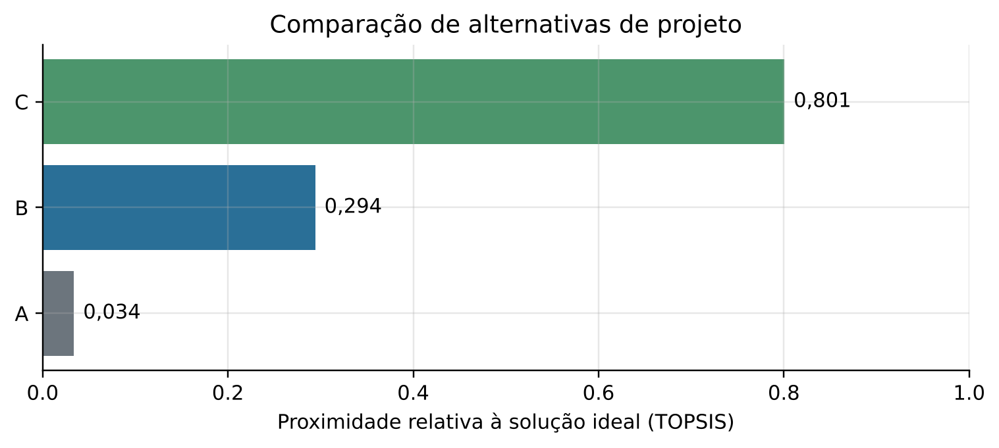 Comparação de alternativas de projeto
C
0,801
B
0,294
A
0,034
0.0 0.2 0.4 0.6 0.8 1.0
Proximidade relativa à solução ideal (TOPSIS)